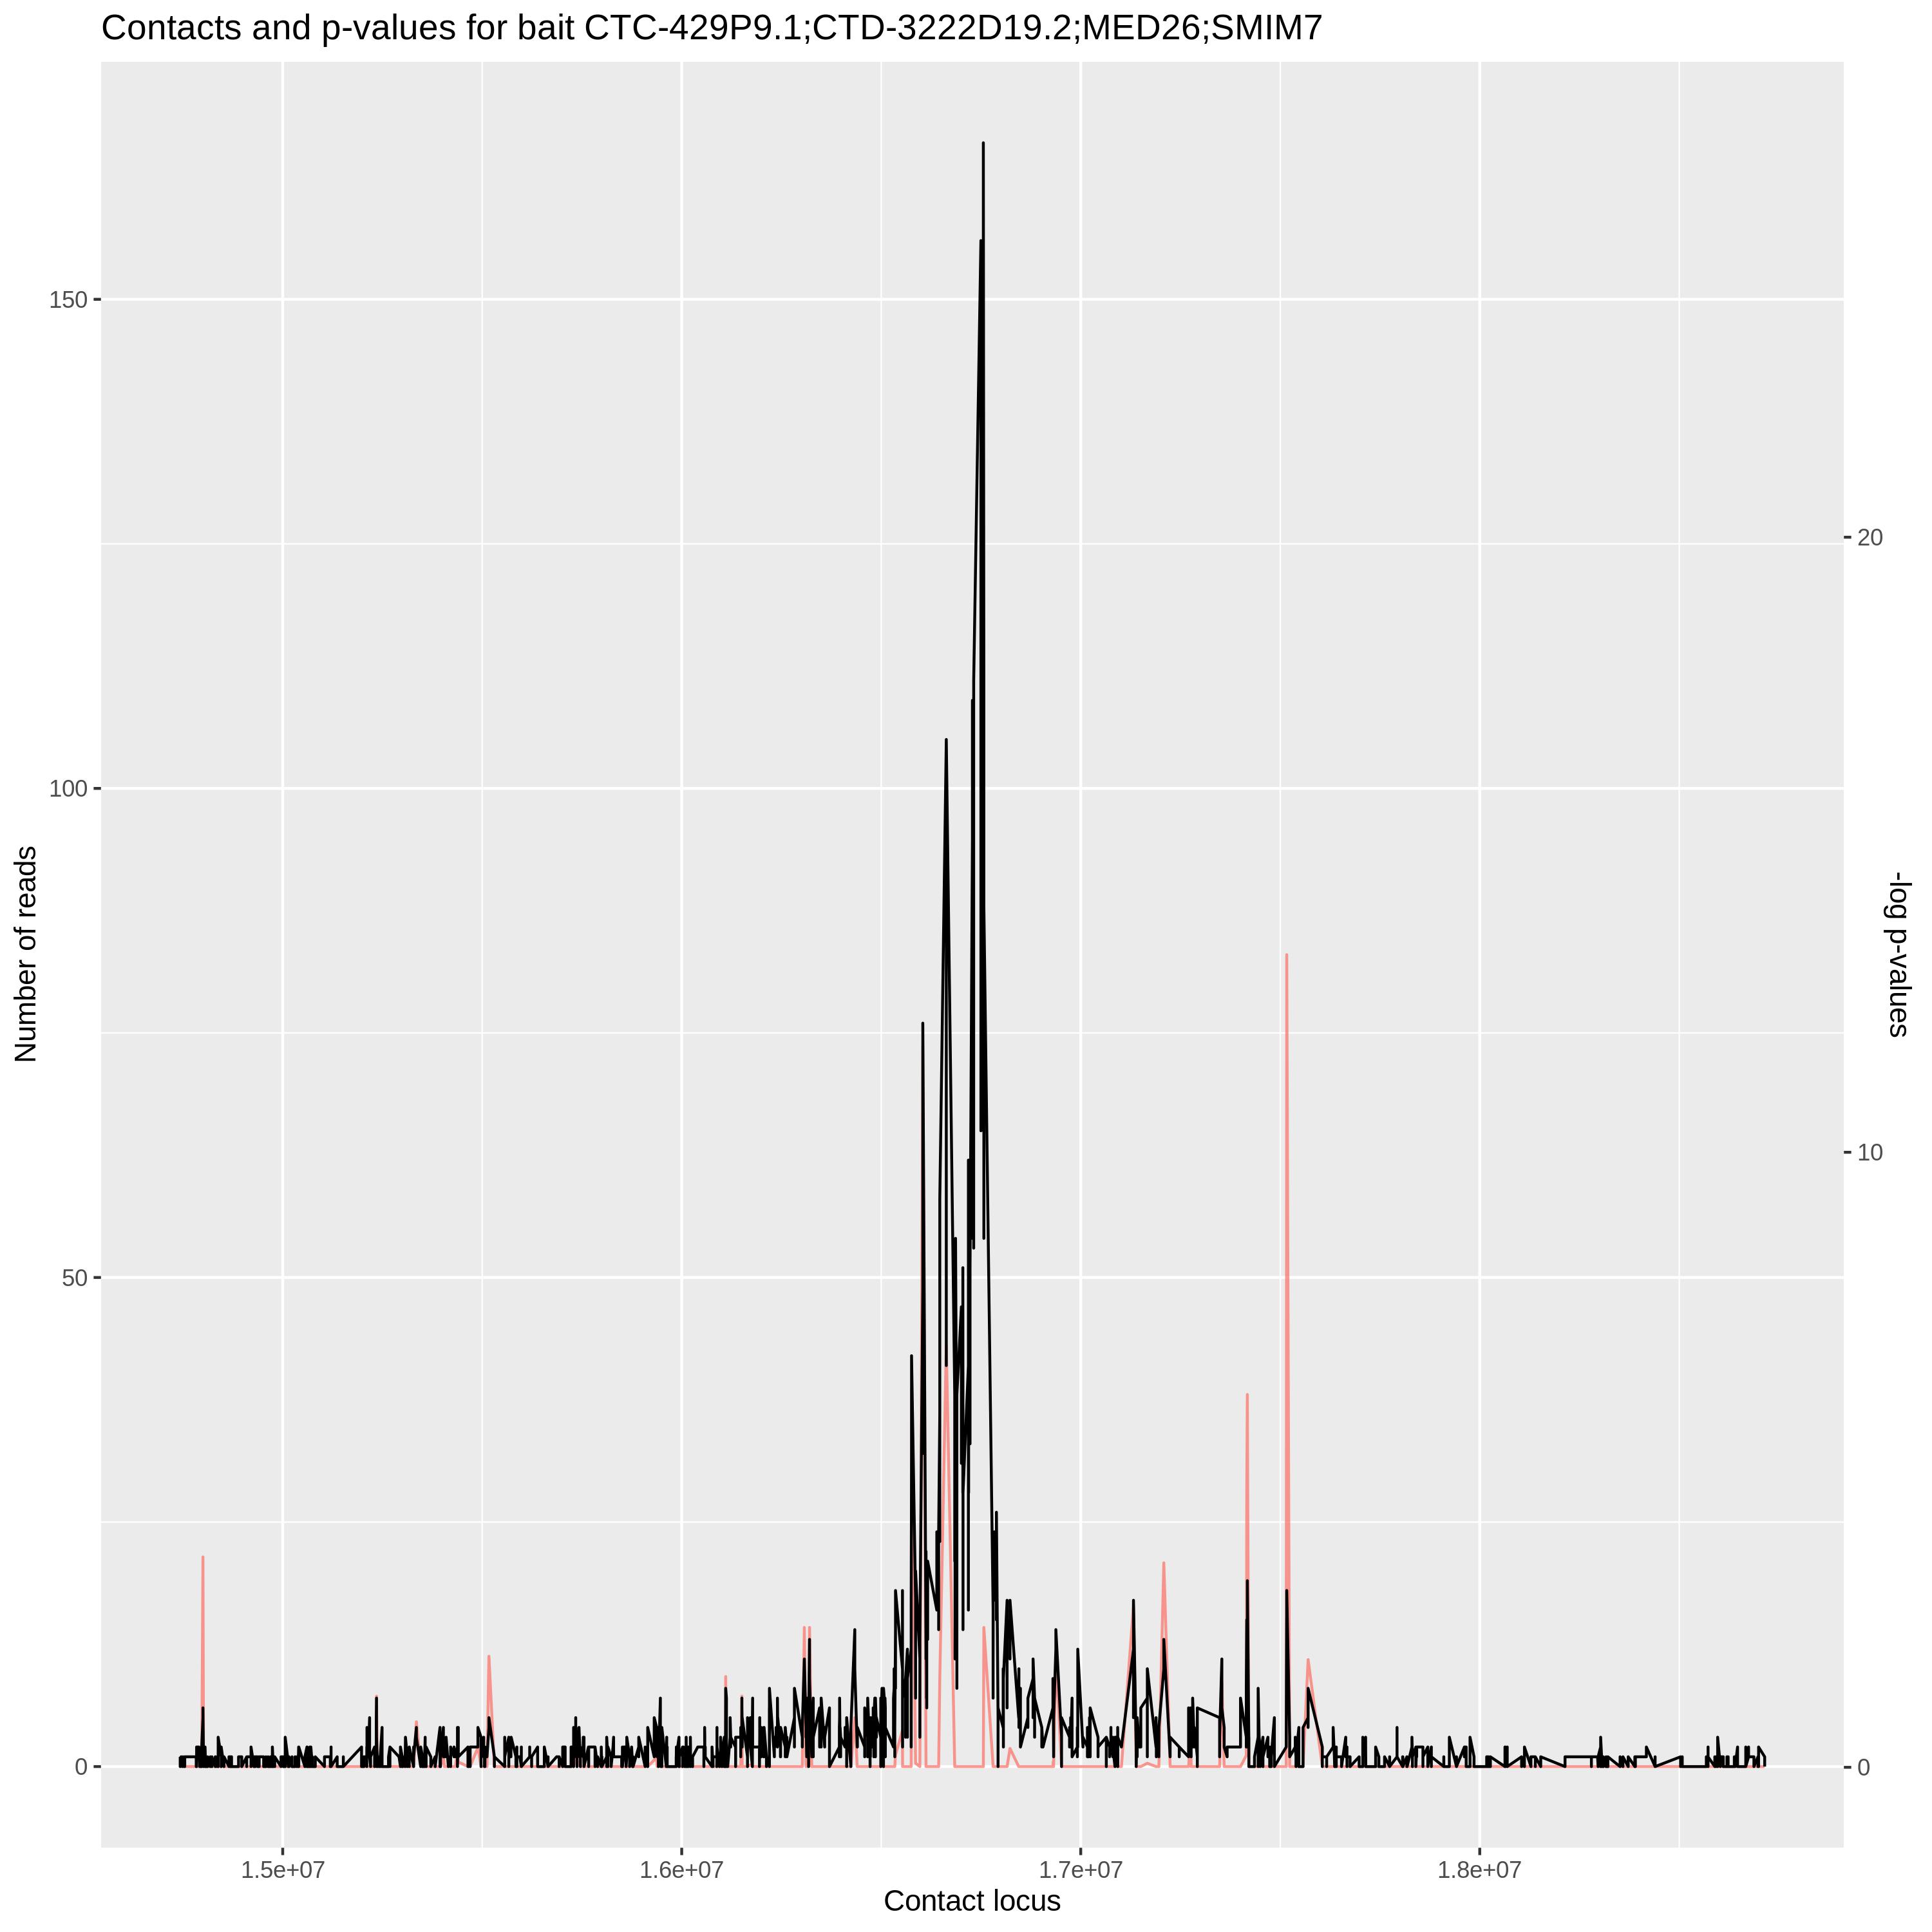 Contacts and p-values for bait CTC-429P9.1;CTD-3222D19.2;MED26;SMIM7
150
100
50
0
Number of reads
20
10
0
-log p-values
1.5e+07
1.6e+07
1.7e+07
1.8e+07
Contact locus